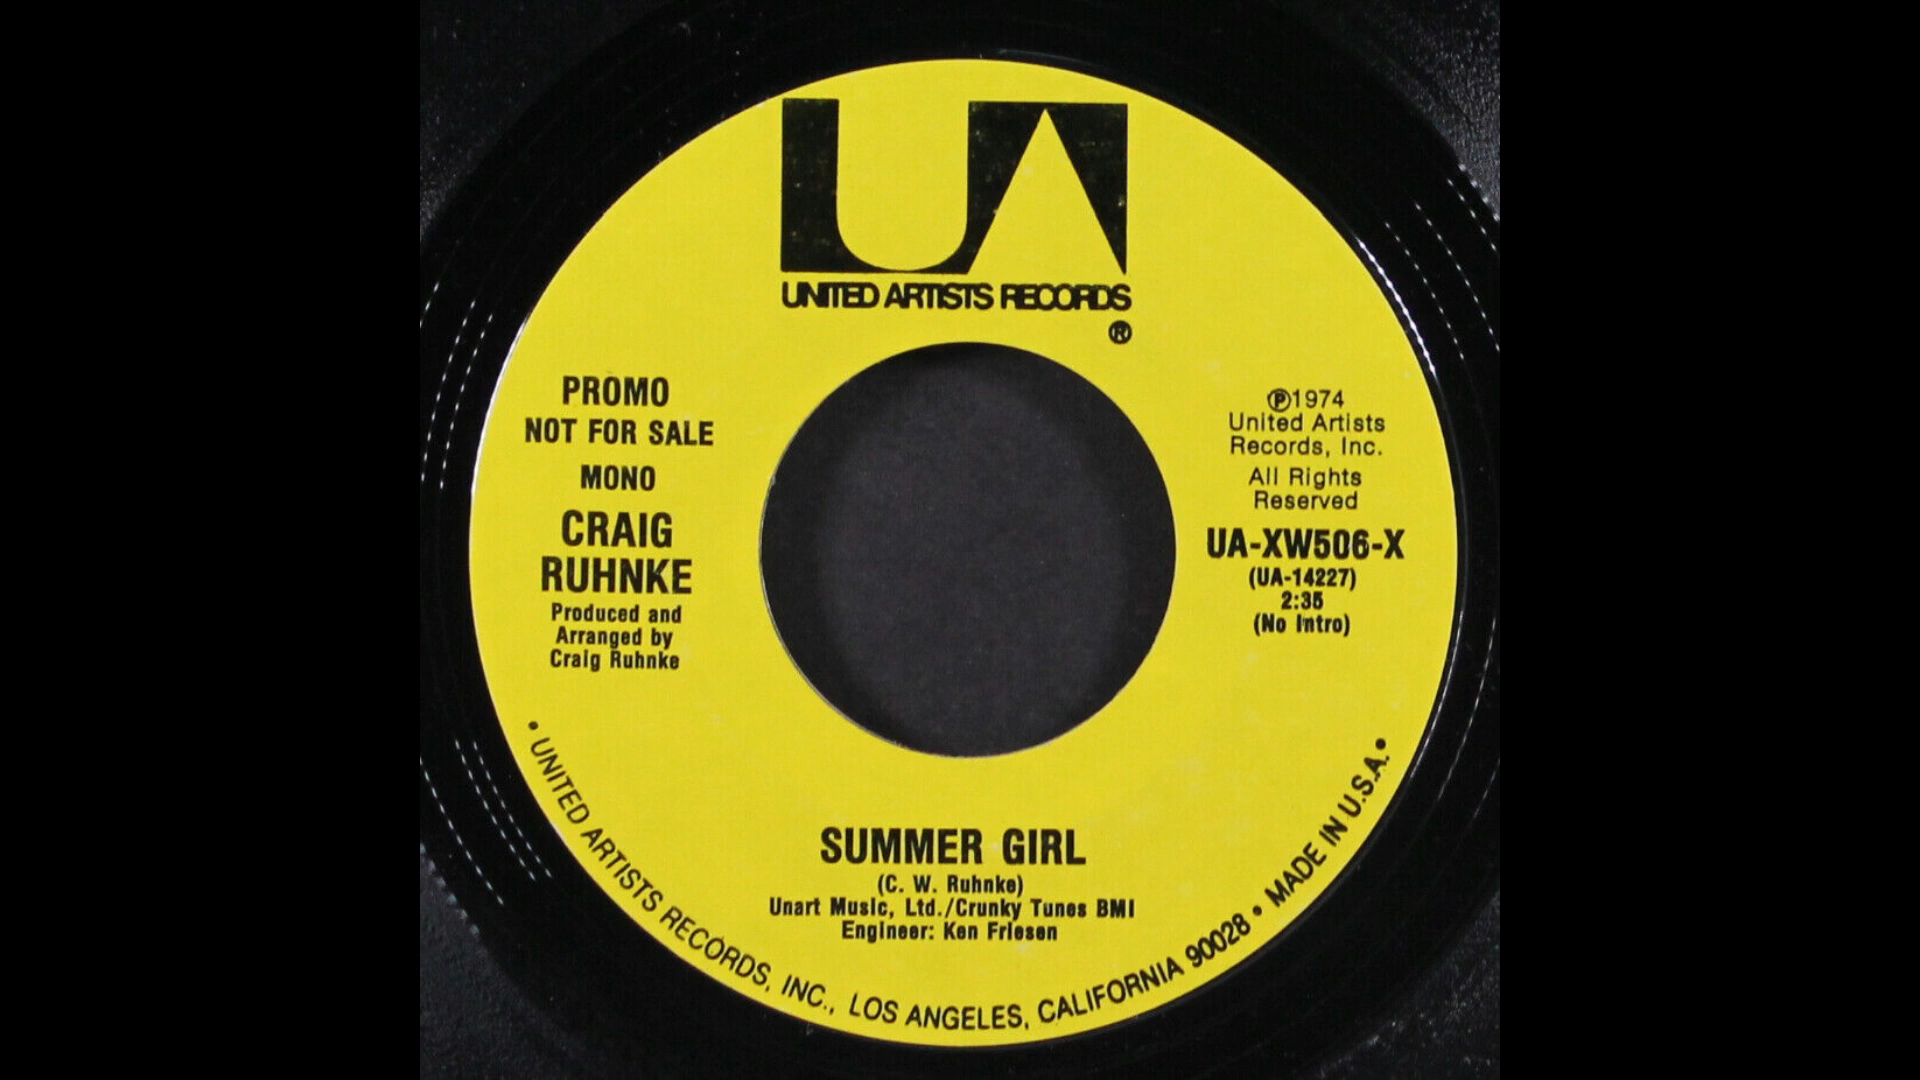 UA
UNITED ARTISTS RECORDS
®
PROMO
NOT FOR SALE
MONO
CRAIG
RUHNKE
Produced and
Arranged by
Craig Ruhnke
℗1974
United Artists
Records, Inc.
All Rights
Reserved
UA-XW506-X
(UA-14227)
2:35
(No Intro)
SUMMER GIRL
(C. W. Ruhnke)
Unart Music, Ltd./Crunky Tunes BMI
Engineer: Ken Friesen
• UNITED ARTISTS RECORDS, INC., LOS ANGELES, CALIFORNIA 90028 • MADE IN U.S.A. •